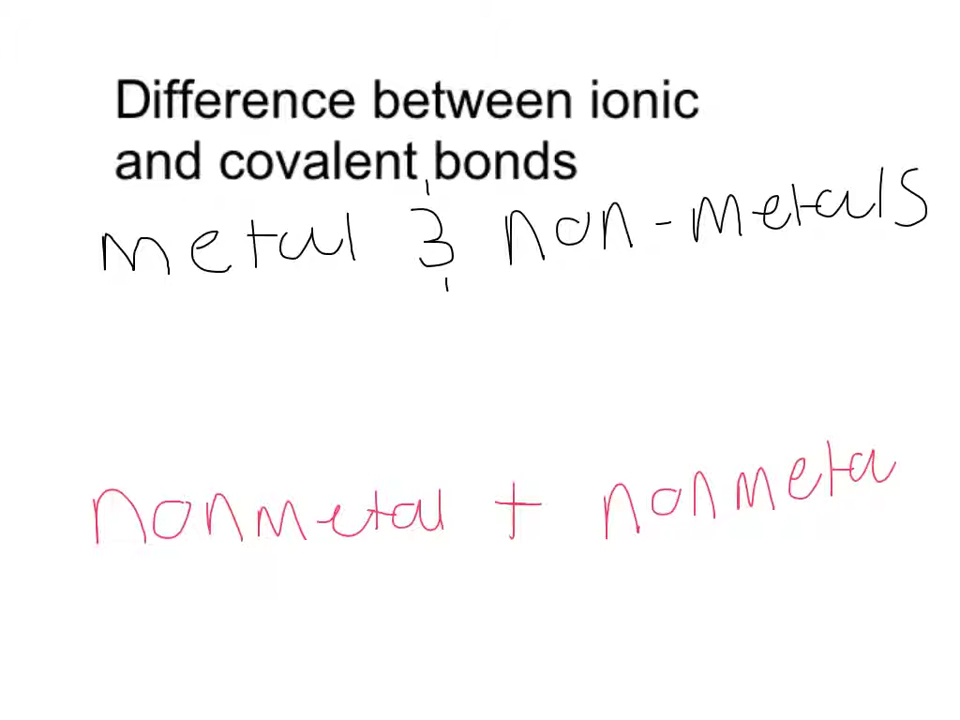 Difference between ionic
and covalent bonds
metal & non-metals
nonmetal + nonmeta